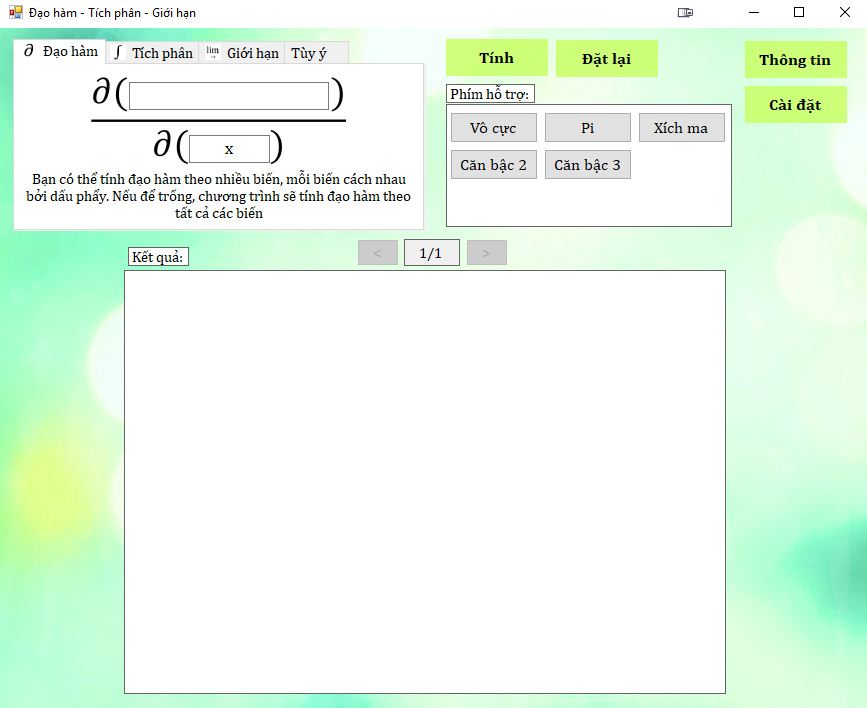 Đạo hàm - Tích phân - Giới hạn
∂ Đạo hàm ∫ Tích phân lim → Giới hạn Tùy ý
∂( )
∂( x )
Bạn có thể tính đạo hàm theo nhiều biến, mỗi biến cách nhau
bởi dấu phẩy. Nếu để trống, chương trình sẽ tính đạo hàm theo
tất cả các biến
Tính Đặt lại
Phím hỗ trợ:
Vô cực Pi Xích ma
Căn bậc 2 Căn bậc 3
Thông tin
Cài đặt
Kết quả: < 1/1 >